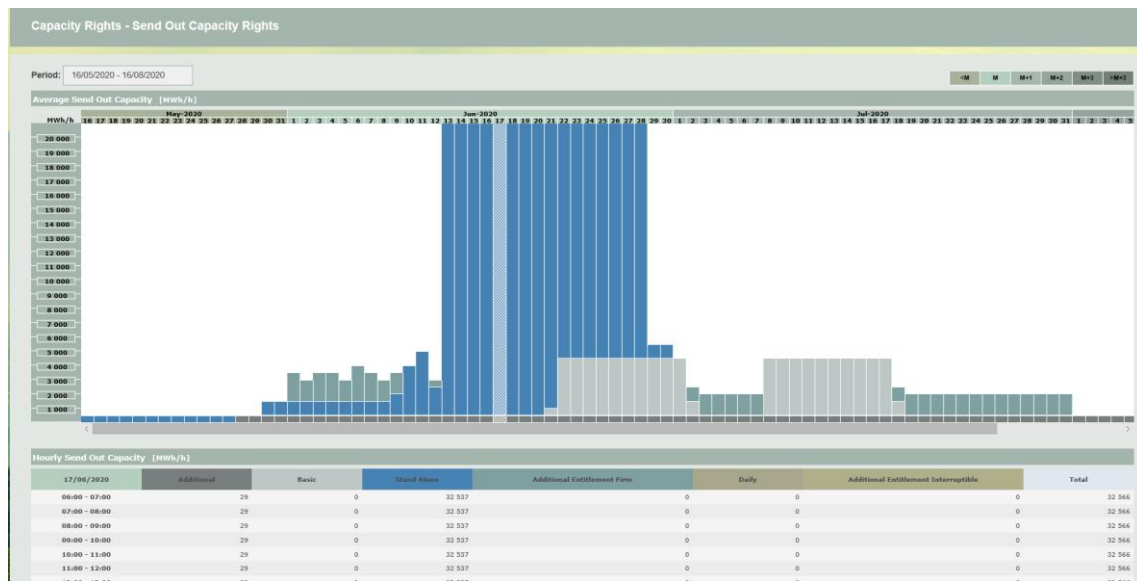 Capacity Rights - Send Out Capacity Rights
Period: 16/05/2020 - 16/08/2020
<M M M+1 M+2 M+3 >M+3
Average Send Out Capacity [MWh/h]
May-2020 Jun-2020 Jul-2020
MWh/h 16 17 18 19 20 21 22 23 24 25 26 27 28 29 30 31 1 2 3 4 5 6 7 8 9 10 11 12 13 14 15 16 17 18 19 20 21 22 23 24 25 26 27 28 29 30 1 2 3 4 5 6 7 8 9 10 11 12 13 14 15 16 17 18 19 20 21 22 23 24 25 26 27 28 29 30 31 1 2 3 4 5
20 000
19 000
18 000
17 000
16 000
15 000
14 000
13 000
12 000
11 000
10 000
9 000
8 000
7 000
6 000
5 000
4 000
3 000
2 000
1 000
Hourly Send Out Capacity [MWh/h]
17/06/2020 Additional Basic Stand Alone Additional Entitlement Firm Daily Additional Entitlement Interruptible Total
06:00 - 07:00 29 0 32 537 0 0 0 32 566
07:00 - 08:00 29 0 32 537 0 0 0 32 566
08:00 - 09:00 29 0 32 537 0 0 0 32 566
09:00 - 10:00 29 0 32 537 0 0 0 32 566
10:00 - 11:00 29 0 32 537 0 0 0 32 566
11:00 - 12:00 29 0 32 537 0 0 0 32 566